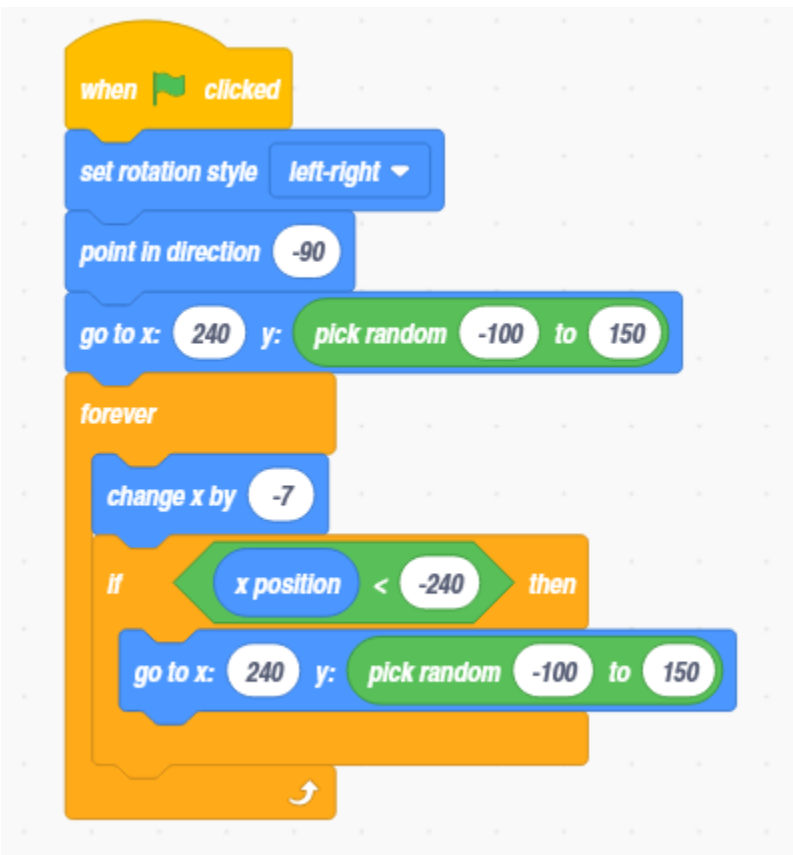 when clicked
set rotation style left-right
point in direction -90
go to x: 240 y: pick random -100 to 150
forever
change x by -7
if x position < -240 then
go to x: 240 y: pick random -100 to 150